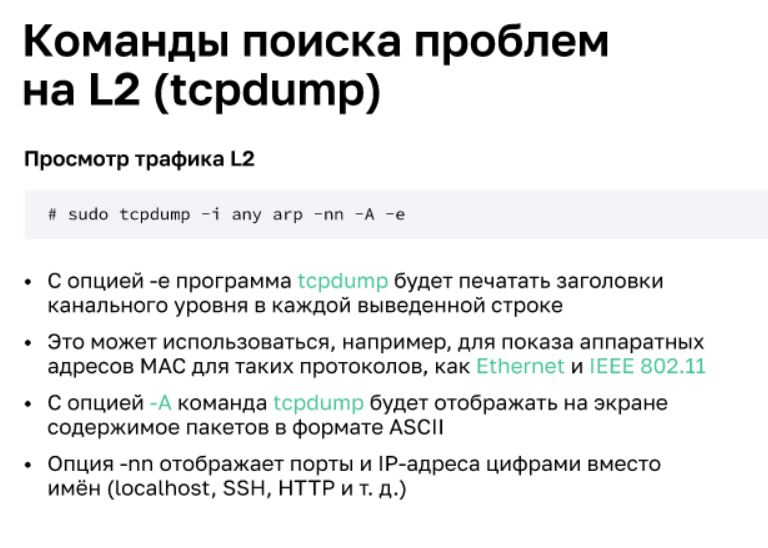 Команды поиска проблем
на L2 (tcpdump)
Просмотр трафика L2
# sudo tcpdump -i any arp -nn -A -e
• С опцией -e программа tcpdump будет печатать заголовки
канального уровня в каждой выведенной строке
• Это может использоваться, например, для показа аппаратных
адресов MAC для таких протоколов, как Ethernet и IEEE 802.11
• С опцией -A команда tcpdump будет отображать на экране
содержимое пакетов в формате ASCII
• Опция -nn отображает порты и IP-адреса цифрами вместо
имён (localhost, SSH, HTTP и т. д.)